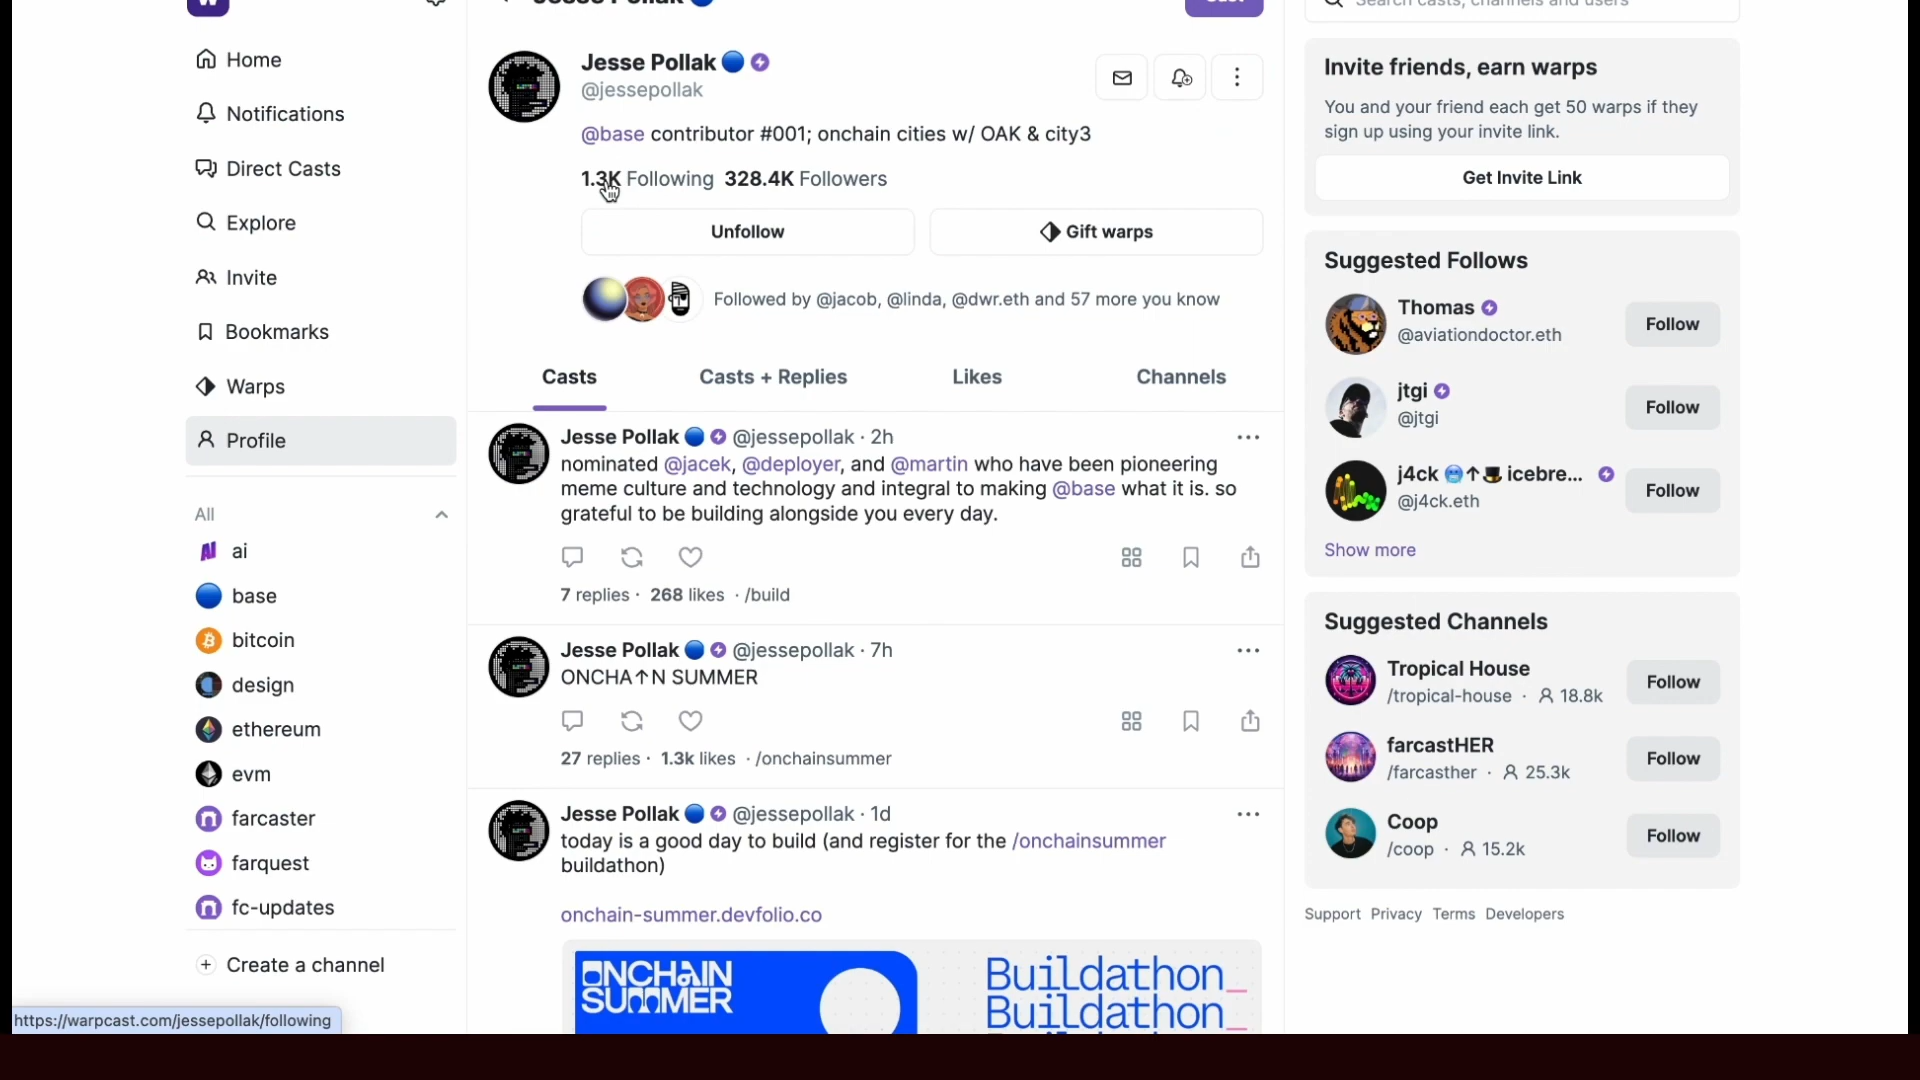 W
Jesse Pollak
Cast
Search casts, channels and users
Home
Notifications
Direct Casts
Explore
Invite
Bookmarks
Warps
Profile
All
ai
base
bitcoin
design
ethereum
evm
farcaster
farquest
fc-updates
Create a channel
https://warpcast.com/jessepollak/following
Jesse Pollak
@jessepollak
@base contributor #001; onchain cities w/ OAK & city3
1.3K Following 328.4K Followers
Unfollow
Gift warps
Followed by @jacob, @linda, @dwr.eth and 57 more you know
Casts
Casts + Replies
Likes
Channels
Jesse Pollak @jessepollak · 2h
nominated @jacek, @deployer, and @martin who have been pioneering
meme culture and technology and integral to making @base what it is. so
grateful to be building alongside you every day.
7 replies · 268 likes · /build
Jesse Pollak @jessepollak · 7h
ONCHA↑N SUMMER
27 replies · 1.3k likes · /onchainsummer
Jesse Pollak @jessepollak · 1d
today is a good day to build (and register for the /onchainsummer
buildathon)
onchain-summer.devfolio.co
ONCHAIN
SUMMER
Buildathon_
Buildathon_
Invite friends, earn warps
You and your friend each get 50 warps if they
sign up using your invite link.
Get Invite Link
Suggested Follows
Thomas
@aviationdoctor.eth
Follow
jtgi
@jtgi
Follow
j4ck 🥶↑🎩 icebre...
@j4ck.eth
Follow
Show more
Suggested Channels
Tropical House
/tropical-house · 18.8k
Follow
farcastHER
/farcasther · 25.3k
Follow
Coop
/coop · 15.2k
Follow
Support Privacy Terms Developers